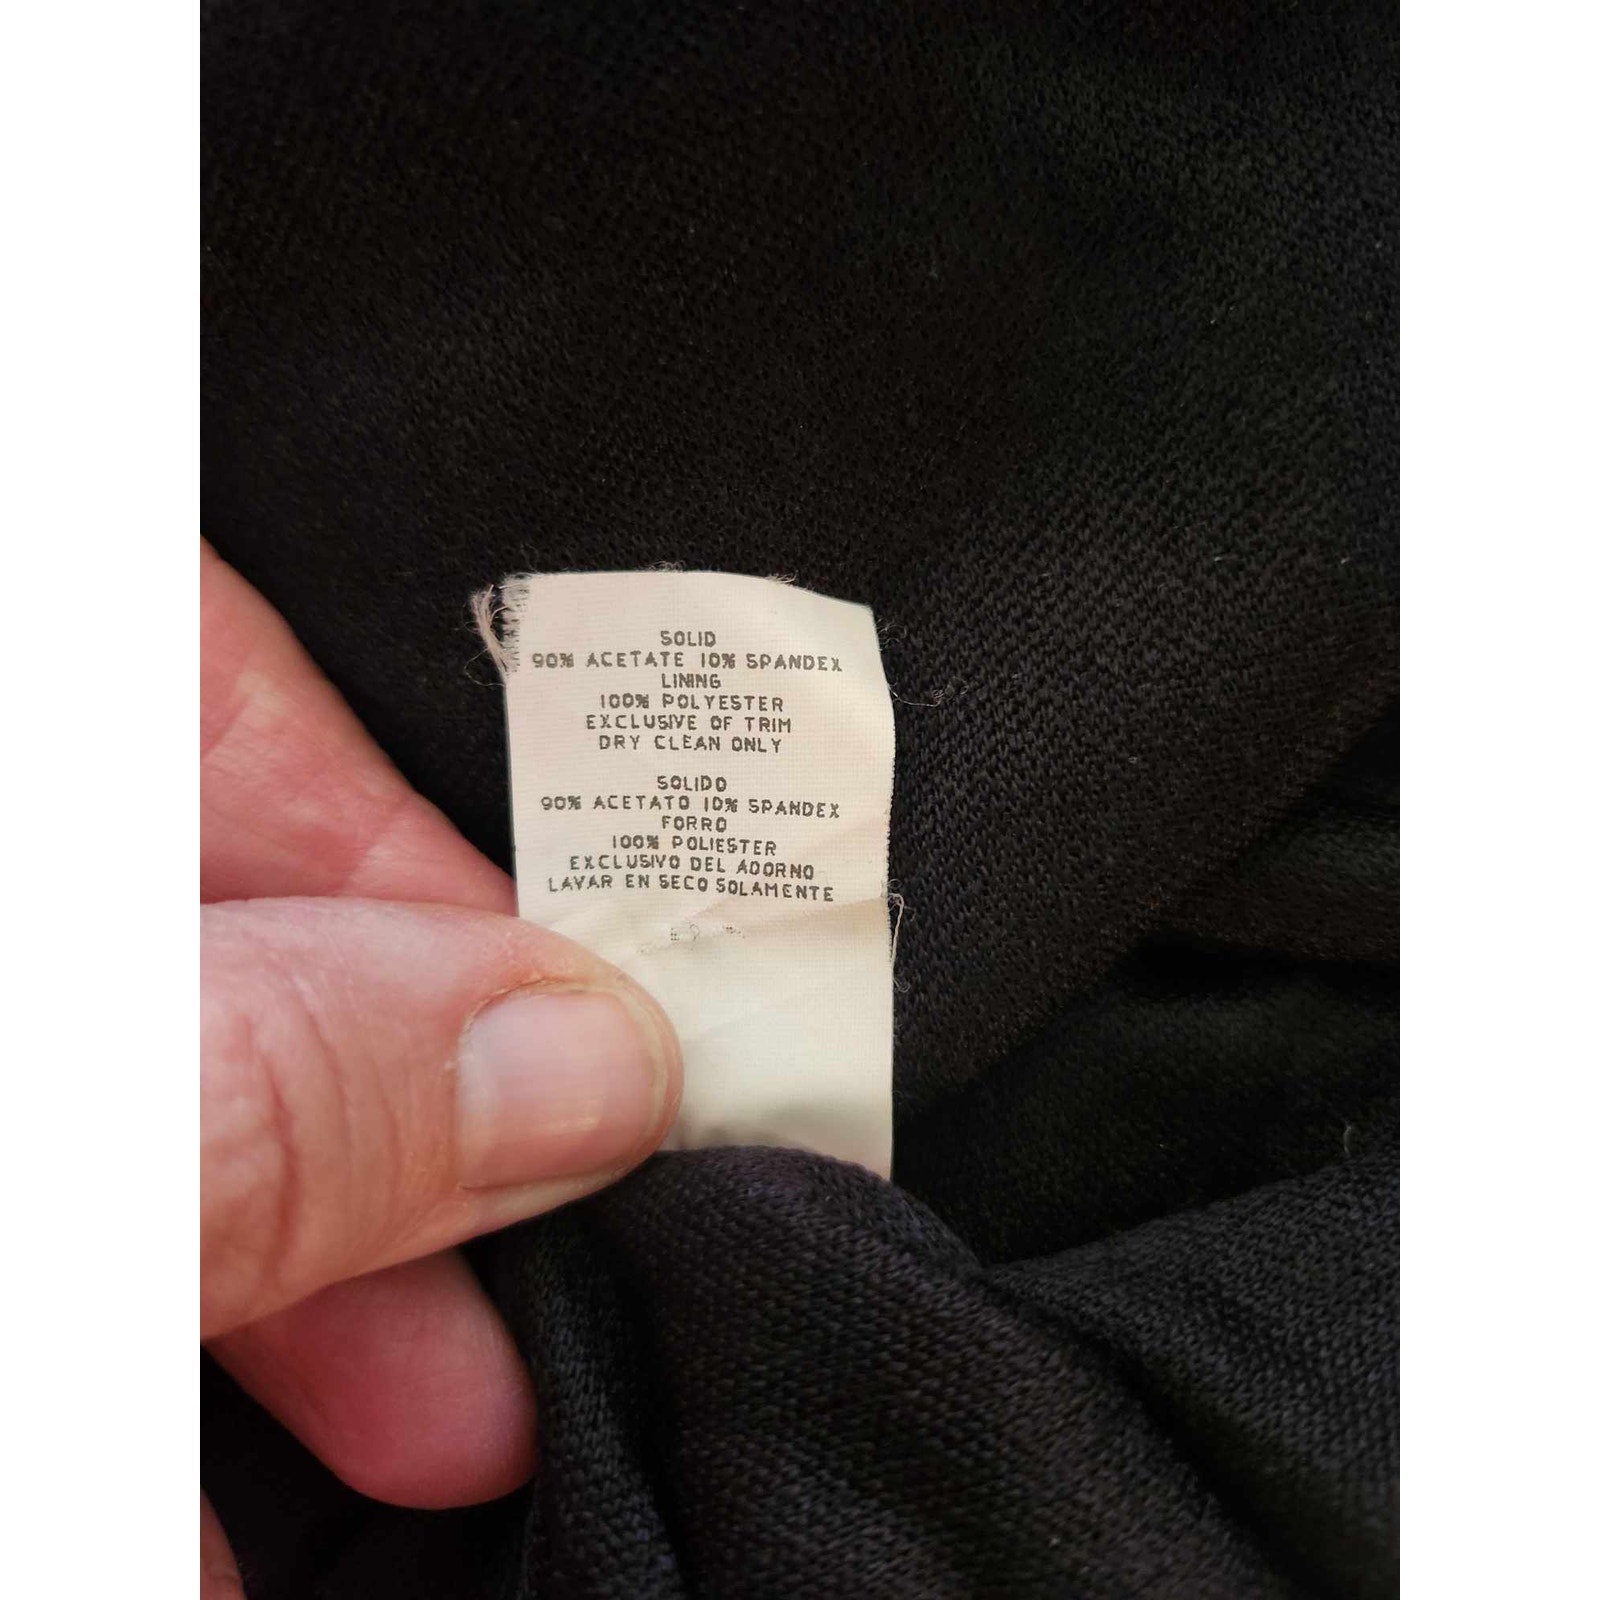 SOLID
90% ACETATE 10% SPANDEX
LINING
100% POLYESTER
EXCLUSIVE OF TRIM
DRY CLEAN ONLY
SOLIDO
90% ACETATO 10% SPANDEX
FORRO
100% POLIESTER
EXCLUSIVO DEL ADORNO
LAVAR EN SECO SOLAMENTE